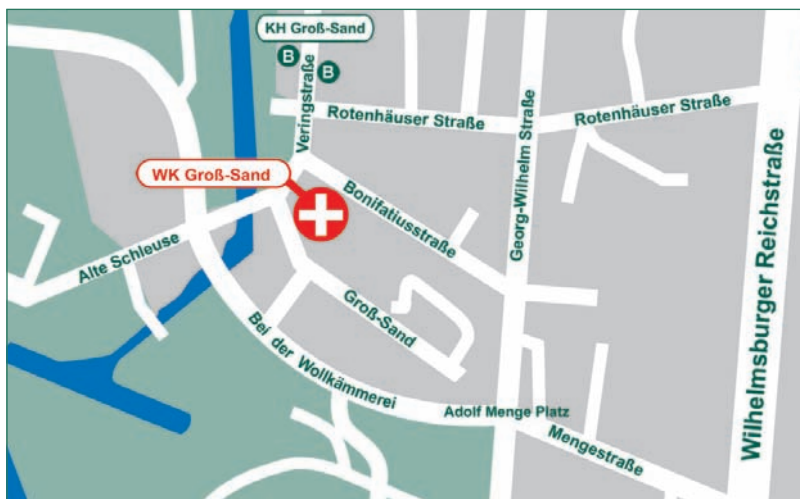 KH Groß-Sand
B
B
Veringstraße
Rotenhäuser Straße
Rotenhäuser Straße
WK Groß-Sand
Bonifatiusstraße
Georg-Wilhelm Straße
Wilhelmsburger Reichstraße
Alte Schleuse
Groß-Sand
Bei der Wollkämmerei
Adolf Menge Platz
Mengestraße